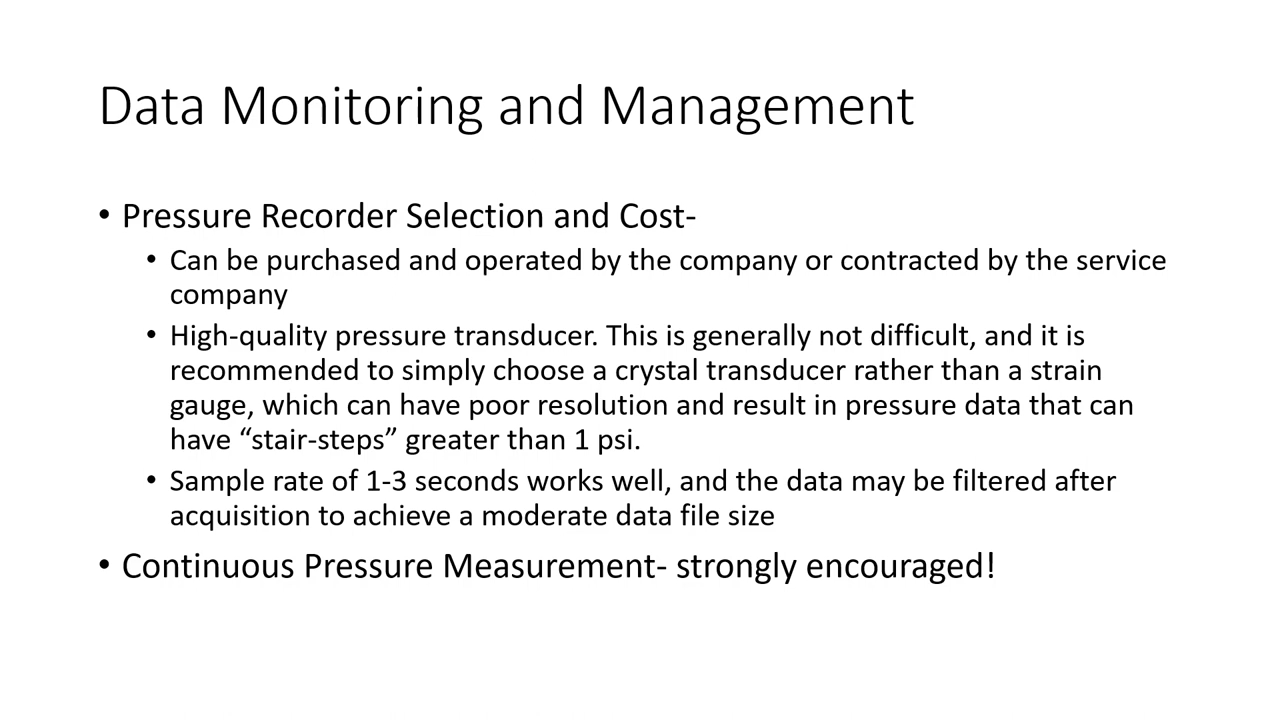 Data Monitoring and Management
• Pressure Recorder Selection and Cost-
• Can be purchased and operated by the company or contracted by the service
company
• High-quality pressure transducer. This is generally not difficult, and it is
recommended to simply choose a crystal transducer rather than a strain
gauge, which can have poor resolution and result in pressure data that can
have “stair-steps” greater than 1 psi.
• Sample rate of 1-3 seconds works well, and the data may be filtered after
acquisition to achieve a moderate data file size
• Continuous Pressure Measurement- strongly encouraged!